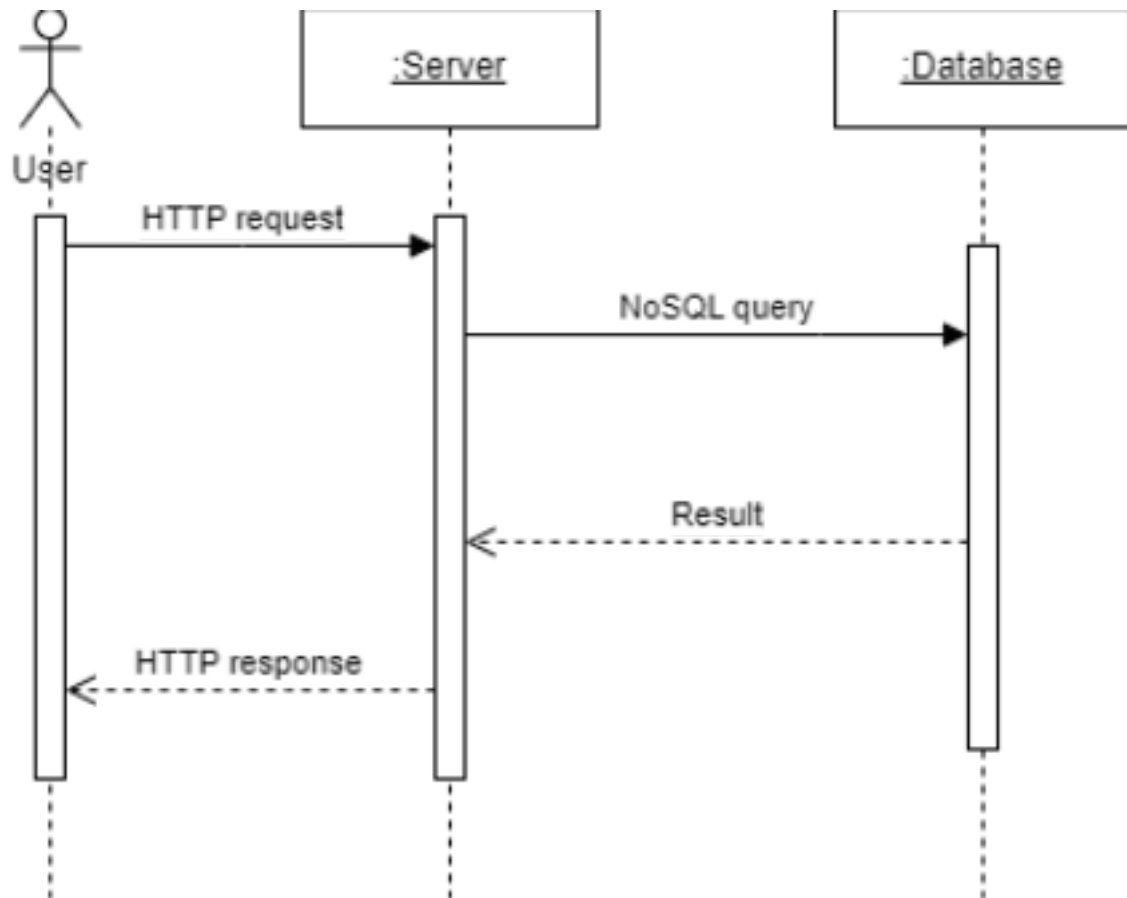 :Server
:Database
User
HTTP request
NoSQL query
Result
HTTP response